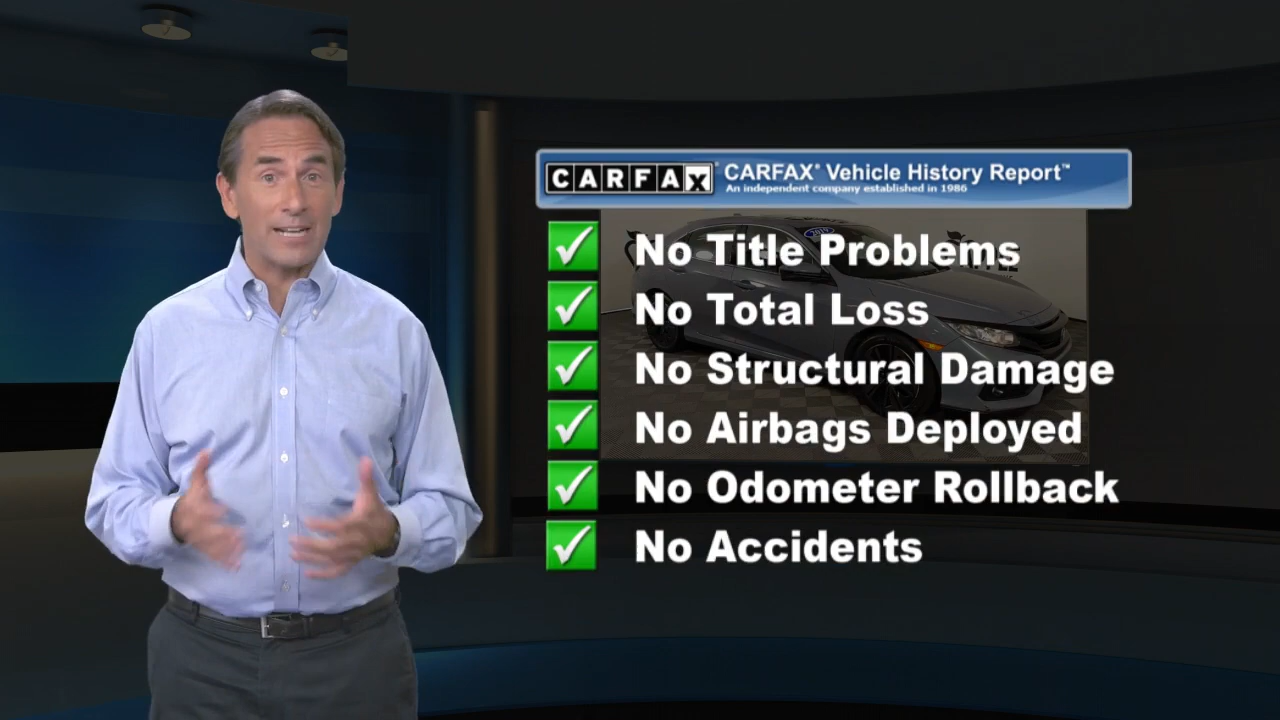 CARFAX® CARFAX® Vehicle History Report™
An independent company established in 1986
No Title Problems
No Total Loss
No Structural Damage
No Airbags Deployed
No Odometer Rollback
No Accidents